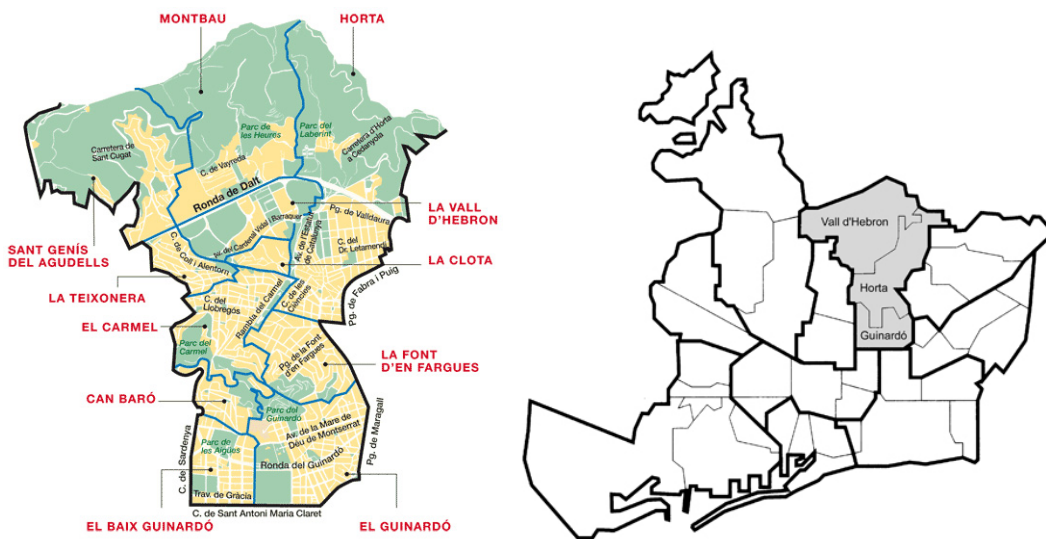 MONTBAU
HORTA
Parc de
les Heures
Parc del
Laberint
Carretera de
Sant Cugat
Carretera d'Horta
a Cerdanyola
C. de Vayreda
Ronda de Dalt
LA VALL
D'HEBRON
Pg. de Valldaura
Av. del Cardenal Vidal i Barraquer
Av. de l'Estatut
de Catalunya
C. del
Dr. Letamendi
SANT GENÍS
DEL AGUDELLS
C. de Coll i Alentorn
LA CLOTA
LA TEIXONERA
C. del
Llobregós
Rambla del Carmel
C. de les
Ciències
Pg. de Fabra i Puig
EL CARMEL
Parc del
Carmel
Pg. de la Font
d'en Fargues
LA FONT
D'EN FARGUES
CAN BARÓ
Parc del
Guinardó
Av. de la Mare de
Déu de Montserrat
Pg. de Maragall
C. de Sardenya
Parc de
les Aigües
Ronda del Guinardó
Trav. de Gràcia
C. de Sant Antoni Maria Claret
EL BAIX GUINARDÓ
EL GUINARDÓ
Vall d'Hebron
Horta
Guinardó